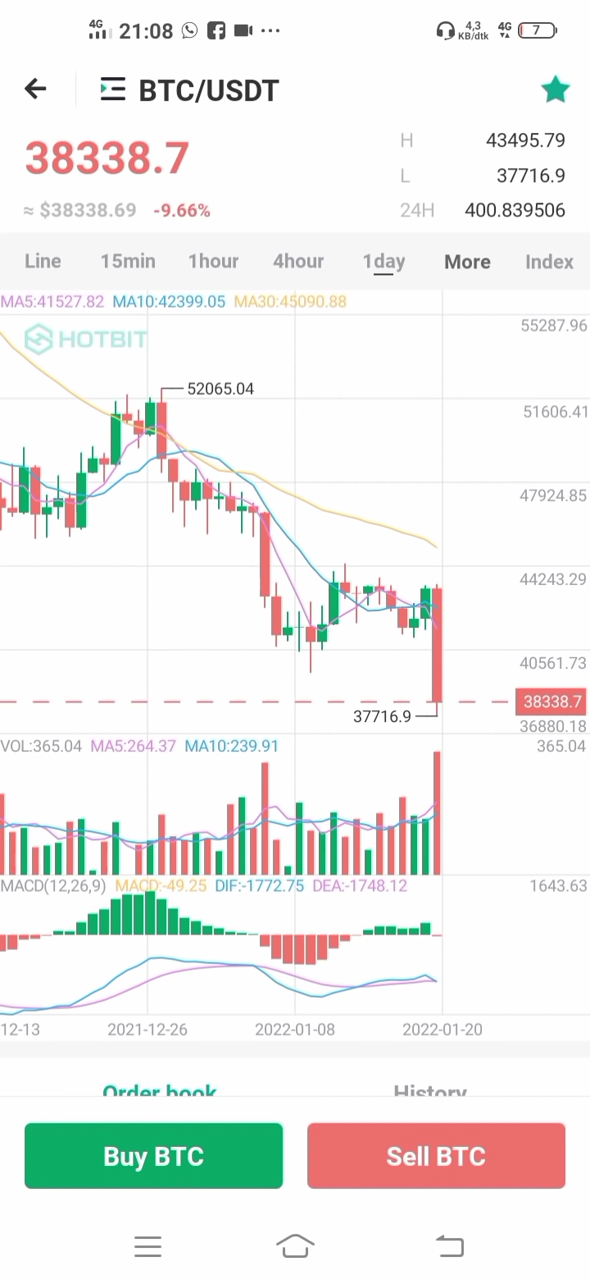 4G 21:08 ... 4,3 KB/dtk 4G 7
BTC/USDT
38338.7
≈ $38338.69 -9.66%
H 43495.79
L 37716.9
24H 400.839506
Line 15min 1hour 4hour 1day More Index
MA5:41527.82 MA10:42399.05 MA30:45090.88
55287.96
HOTBIT
52065.04
51606.41
47924.85
44243.29
40561.73
38338.7
37716.9
36880.18
VOL:365.04 MA5:264.37 MA10:239.91 365.04
MACD(12,26,9) MACD:-49.25 DIF:-1772.75 DEA:-1748.12 1643.63
12-13 2021-12-26 2022-01-08 2022-01-20
Order book History
Buy BTC Sell BTC